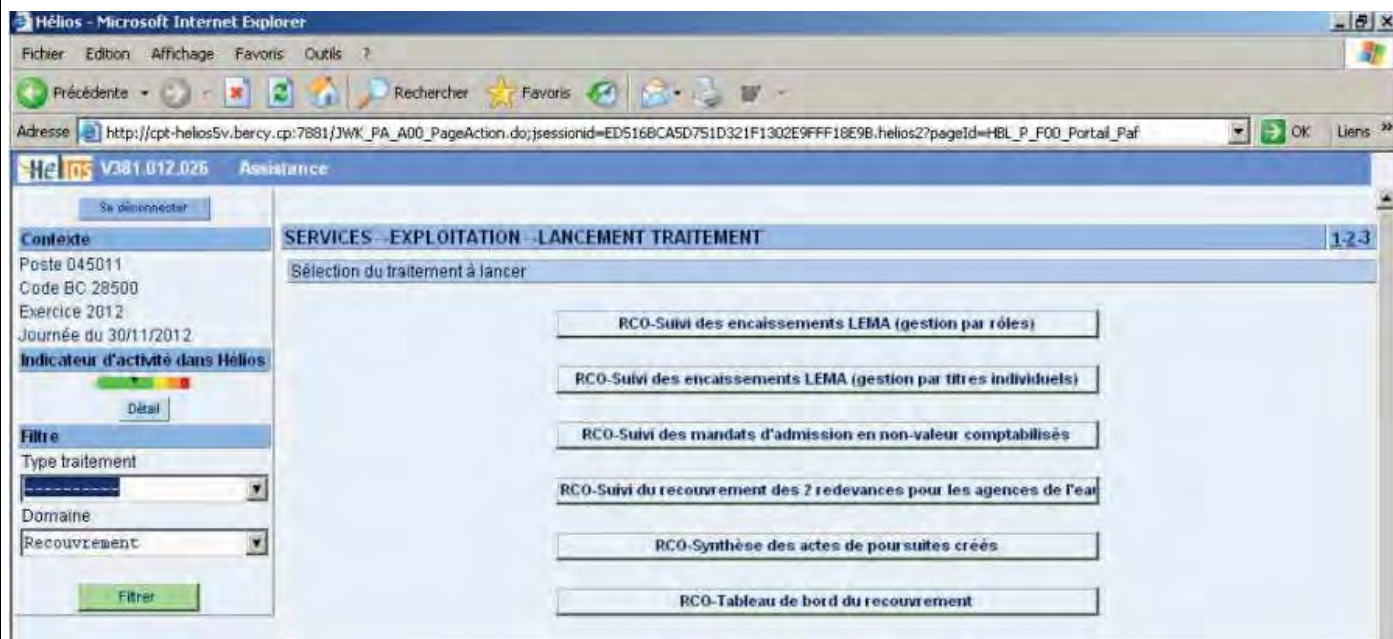 Hélios - Microsoft Internet Explorer
Fichier Edition Affichage Favoris Outils ?
Précédente Rechercher Favoris
Adresse http://cpt-helios5v.bercy.cp:7881/JWK_PA_A00_PageAction.do;jsessionid=ED516BCA5D751D321F1302E9FFF18E9B.helios2?pageId=HBL_P_F00_Portail_Paf OK Liens »
Hélios V381.012.026 Assistance
Se déconnecter
Contexte
SERVICES--EXPLOITATION--LANCEMENT TRAITEMENT 1-2-3
Poste 045011
Sélection du traitement à lancer
Code BC 28500
Exercice 2012
Journée du 30/11/2012
RCO-Suivi des encaissements LEMA (gestion par rôles)
Indicateur d'activité dans Hélios
RCO-Suivi des encaissements LEMA (gestion par titres individuels)
Détail
Filtre
RCO-Suivi des mandats d'admission en non-valeur comptabilisés
Type traitement
----------
RCO-Suivi du recouvrement des 2 redevances pour les agences de l'eau
Domaine
Recouvrement
RCO-Synthèse des actes de poursuites créés
Filtrer
RCO-Tableau de bord du recouvrement